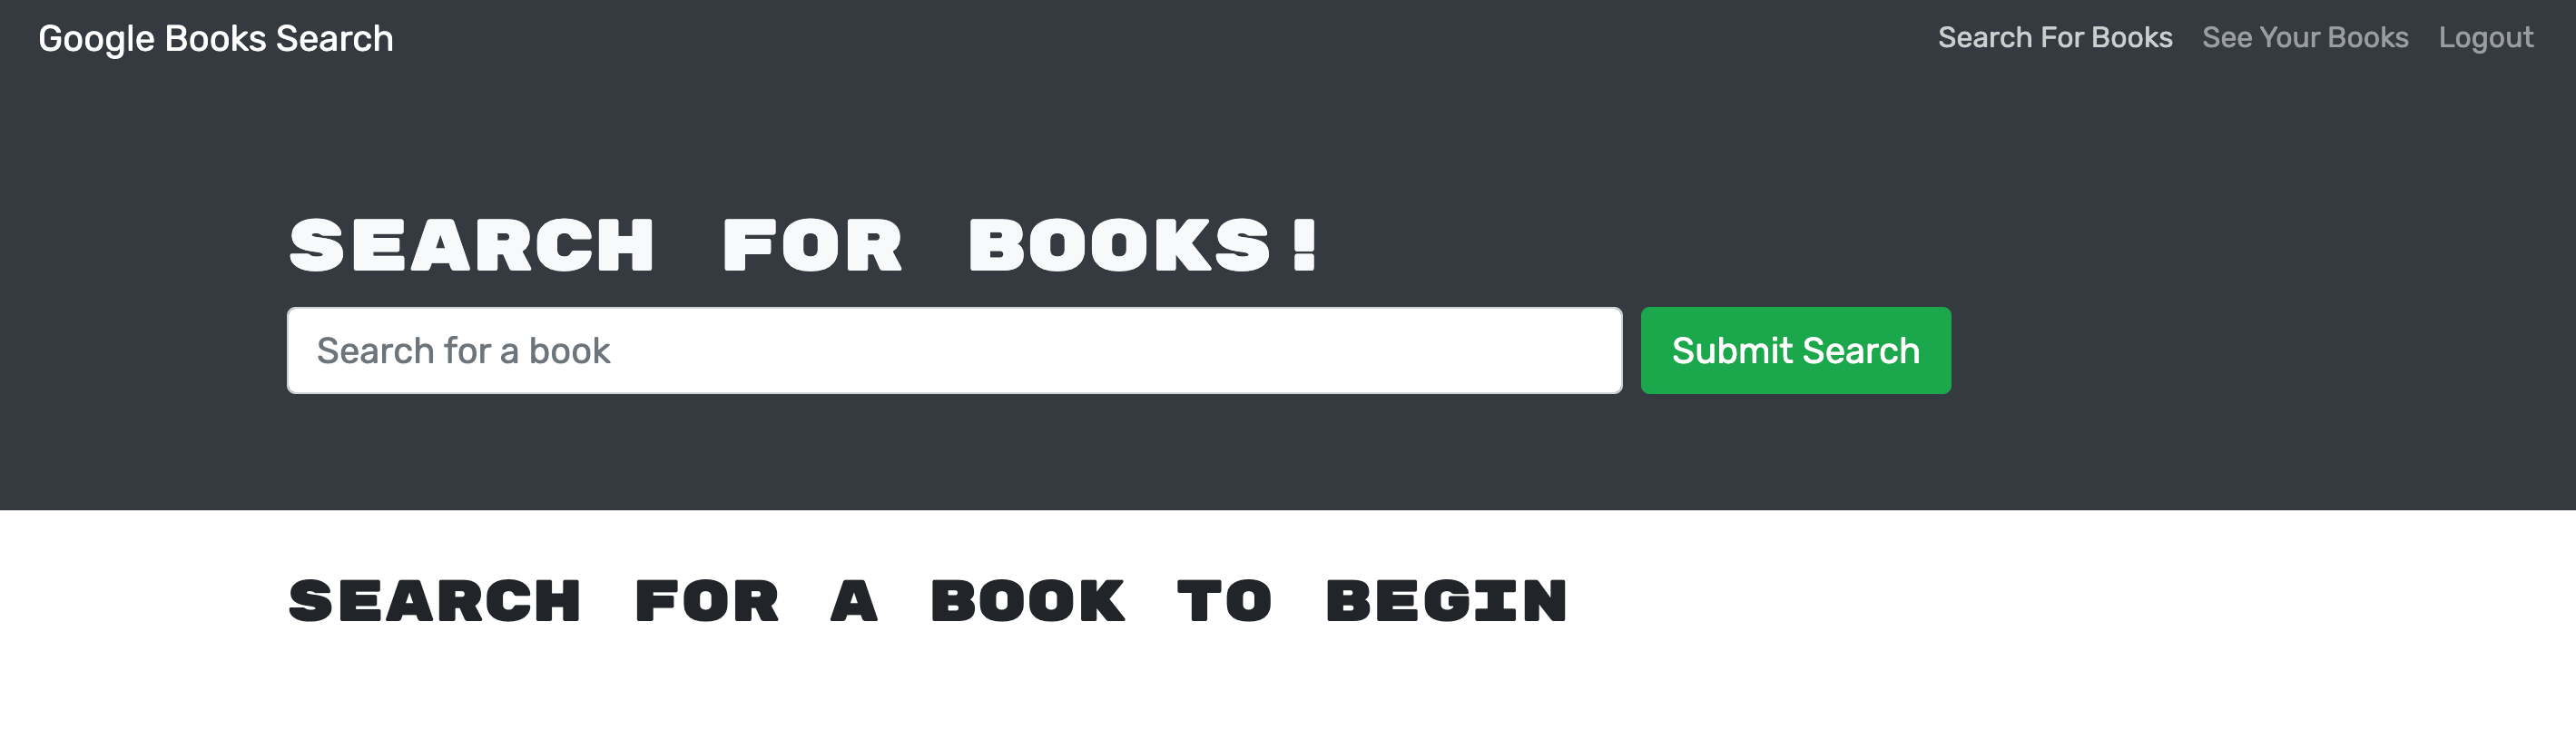 Google Books Search
Search For Books See Your Books Logout
SEARCH FOR BOOKS!
Search for a book
Submit Search
SEARCH FOR A BOOK TO BEGIN